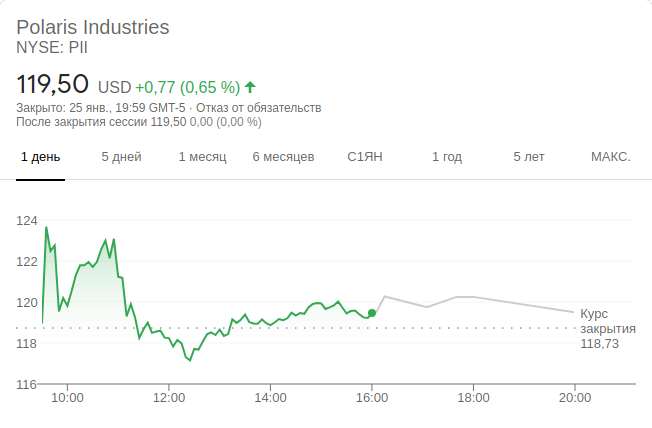 Polaris Industries
NYSE: PII
119,50 USD +0,77 (0,65 %)
Закрыто: 25 янв., 19:59 GMT-5 · Отказ от обязательств
После закрытия сессии 119,50 0,00 (0,00 %)
1 день 5 дней 1 месяц 6 месяцев С1ЯН 1 год 5 лет МАКС.
124
122
120
118
116
Курс
закрытия
118,73
10:00 12:00 14:00 16:00 18:00 20:00